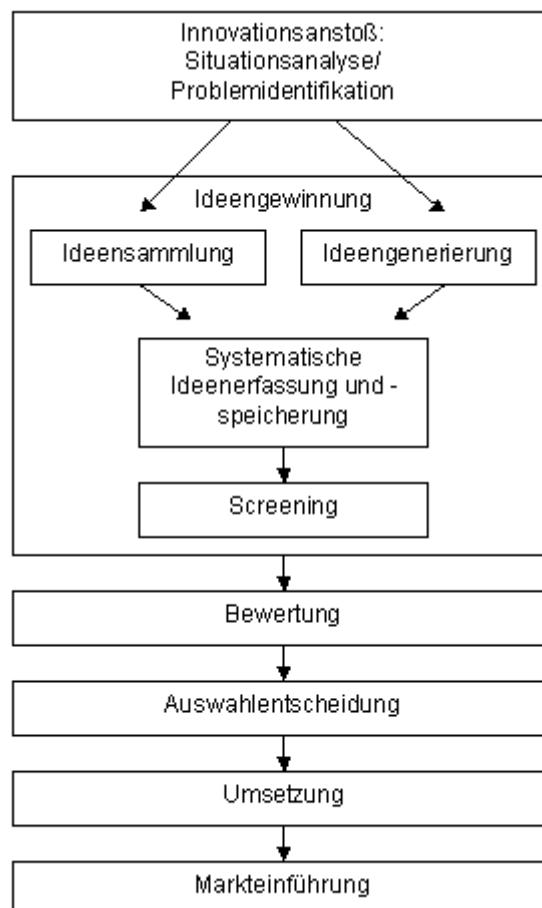 Innovationsanstoß:
Situationsanalyse/
Problemidentifikation
Ideengewinnung
Ideensammlung
Ideengenerierung
Systematische
Ideenerfassung und -
speicherung
Screening
Bewertung
Auswahlentscheidung
Umsetzung
Markteinführung